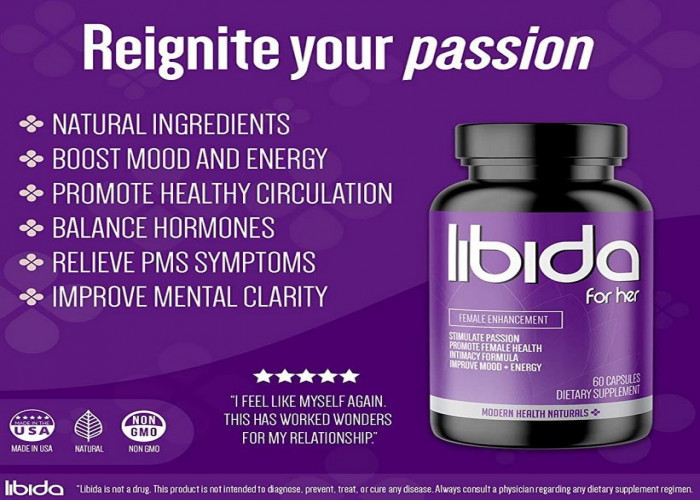 Reignite your passion
NATURAL INGREDIENTS
BOOST MOOD AND ENERGY
PROMOTE HEALTHY CIRCULATION
BALANCE HORMONES
RELIEVE PMS SYMPTOMS
IMPROVE MENTAL CLARITY
libida
for her
FEMALE ENHANCEMENT
STIMULATE PASSION
PROMOTE FEMALE HEALTH
INTIMACY FORMULA
IMPROVE MOOD + ENERGY
60 CAPSULES
DIETARY SUPPLEMENT
MODERN HEALTH NATURALS
"I FEEL LIKE MYSELF AGAIN.
THIS HAS WORKED WONDERS
FOR MY RELATIONSHIP."
MADE IN THE
USA
MADE IN USA
NATURAL
NON
GMO
NON GMO
libida
"Libida is not a drug. This product is not intended to diagnose, prevent, treat, or cure any disease. Always consult a physician regarding any dietary supplement regimen.